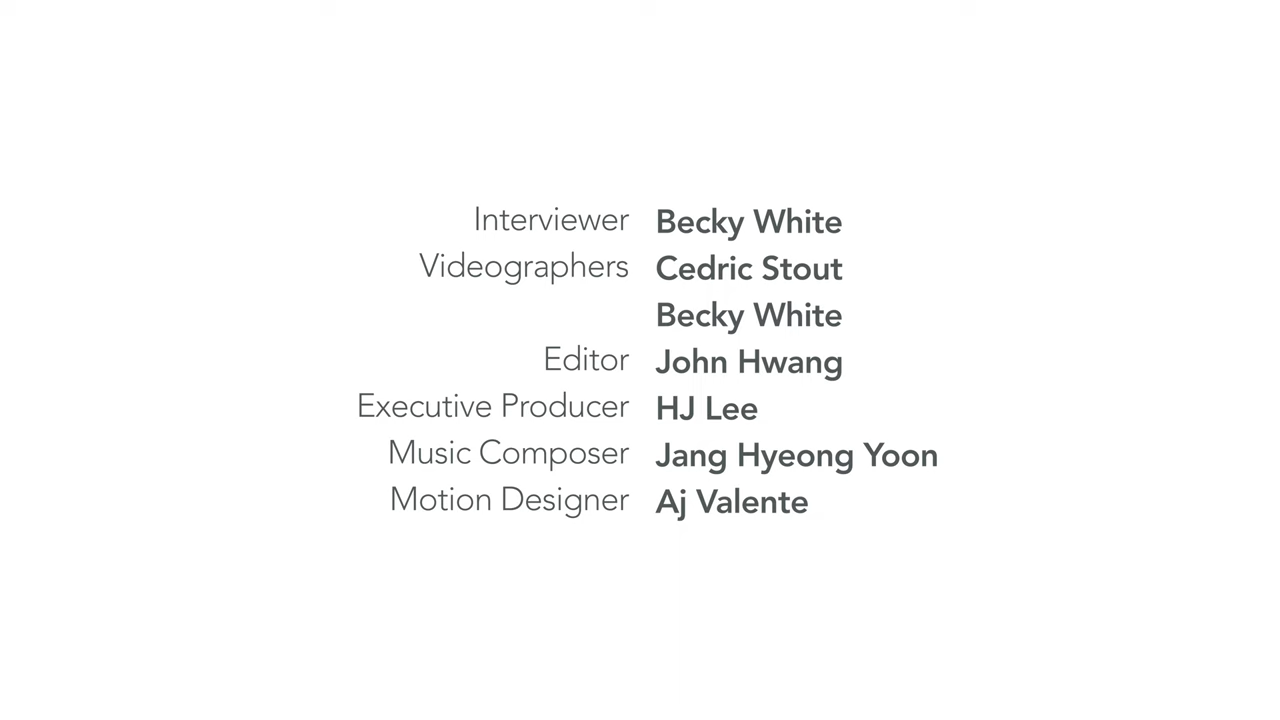 Interviewer Becky White
Videographers Cedric Stout
Becky White
Editor John Hwang
Executive Producer HJ Lee
Music Composer Jang Hyeong Yoon
Motion Designer Aj Valente